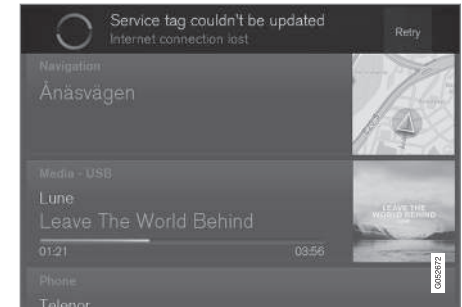 Service tag couldn't be updated
Internet connection lost
Retry
Navigation
Ånäsvägen
Media - USB
Lune
Leave The World Behind
01:21
03:56
LEAVE THE
WORLD BEHIND
Phone
Telenor
G052672